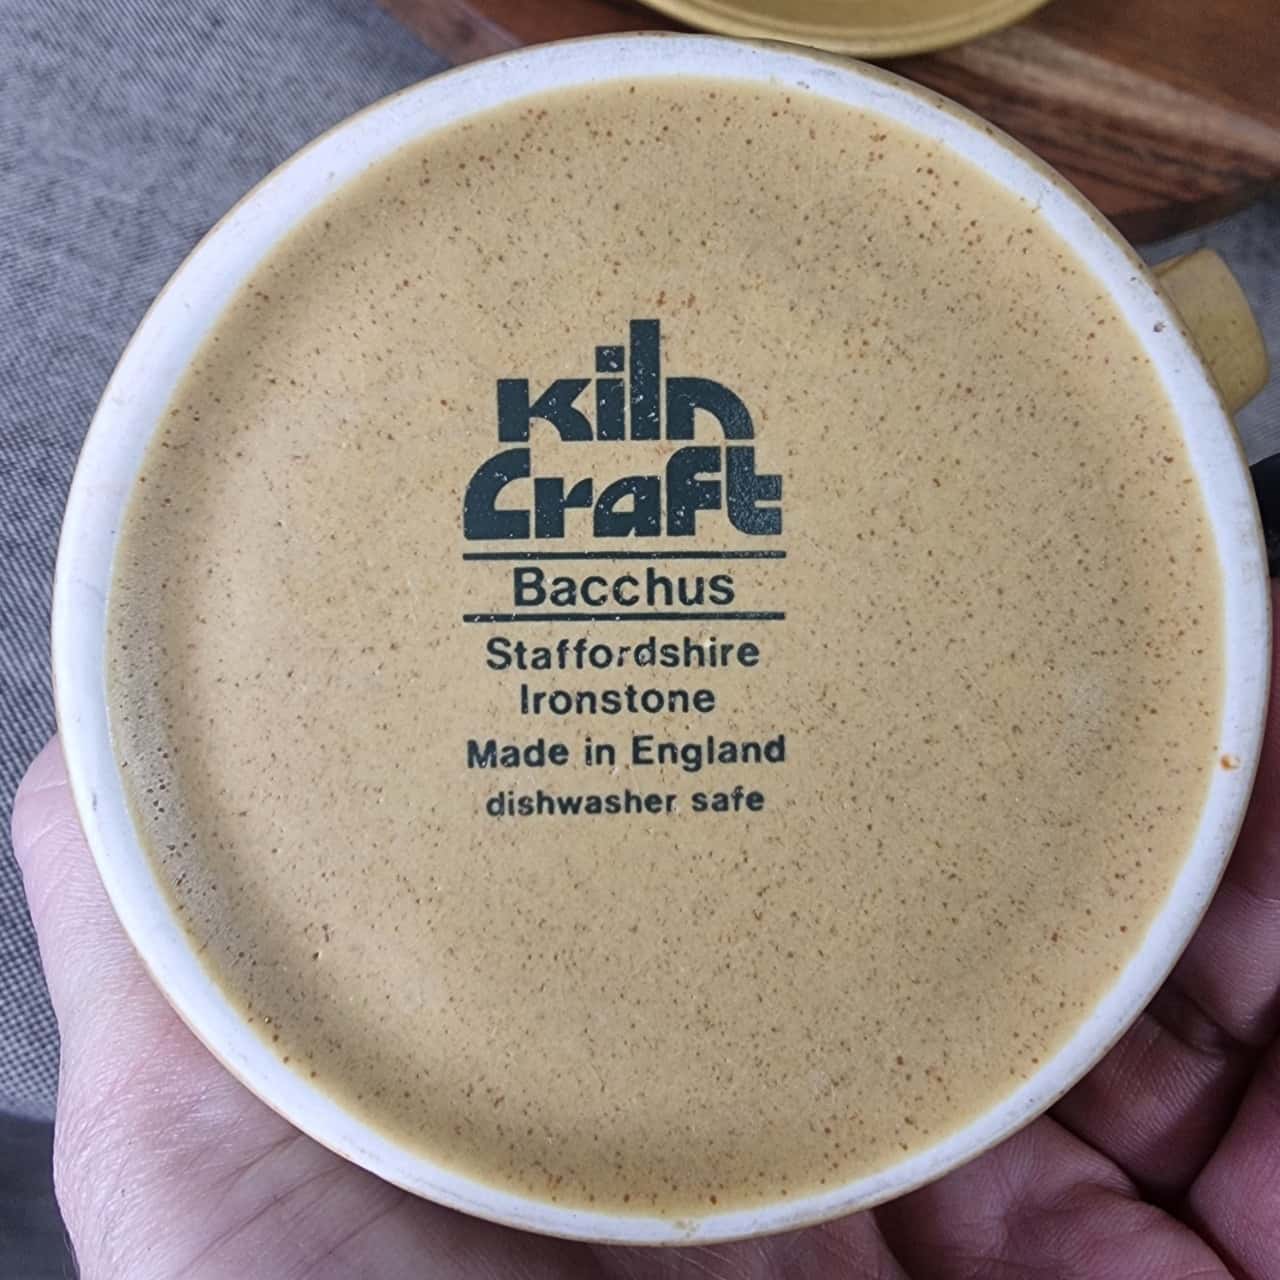 Kiln
Craft
Bacchus
Staffordshire
Ironstone
Made in England
dishwasher safe